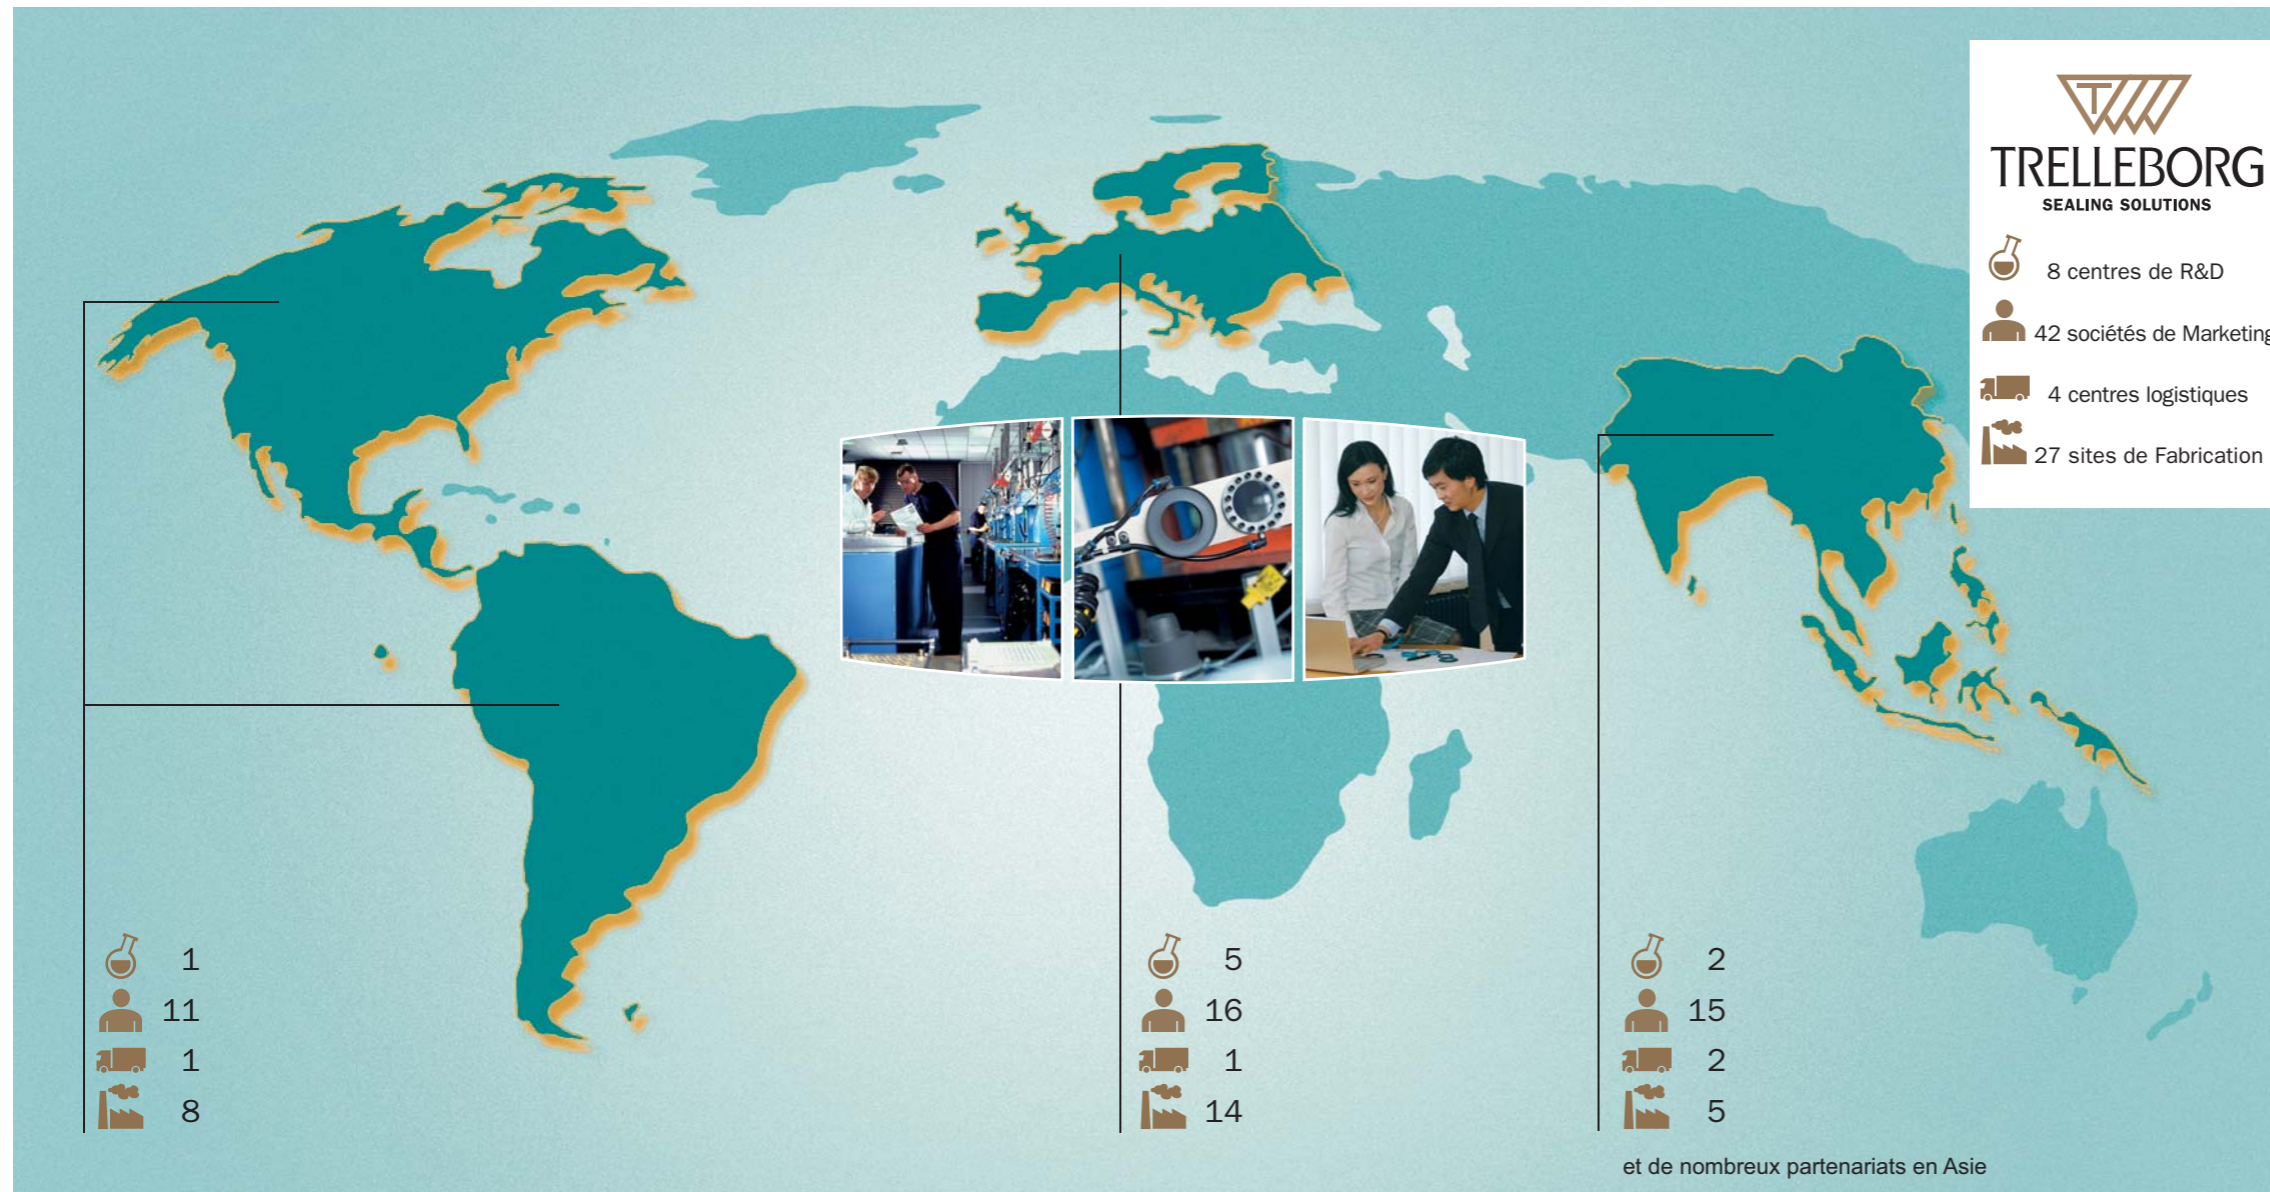 TRELLEBORG
SEALING SOLUTIONS
8 centres de R&D
42 sociétés de Marketing
4 centres logistiques
27 sites de Fabrication
1
11
1
8
5
16
1
14
2
15
2
5
et de nombreux partenariats en Asie